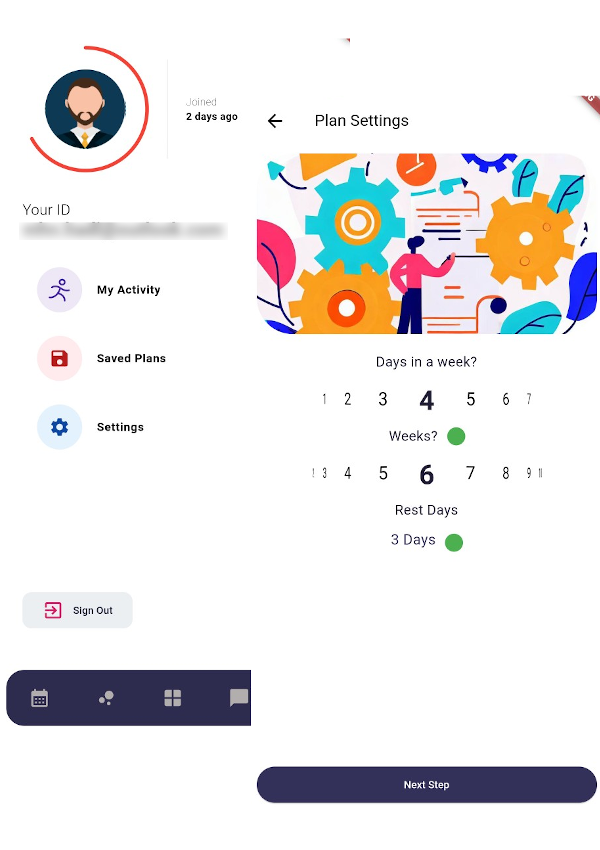 Joined
2 days ago
Your ID
My Activity
Saved Plans
Settings
Sign Out
Plan Settings
Days in a week?
1 2 3 4 5 6 7
Weeks?
3 4 5 6 7 8 9 11
Rest Days
3 Days
Next Step